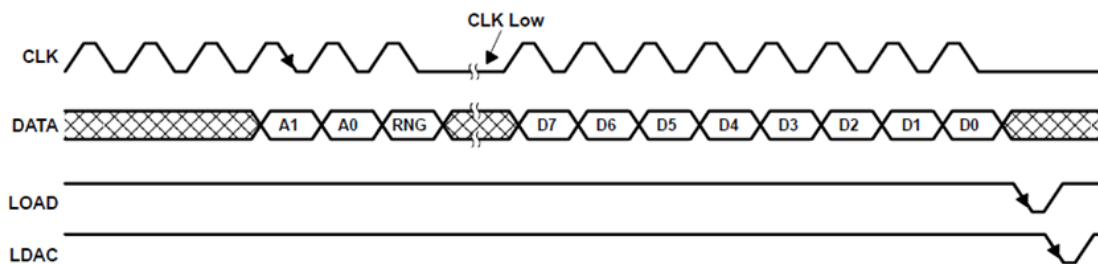 CLK Low
CLK
DATA A1 A0 RNG D7 D6 D5 D4 D3 D2 D1 D0
LOAD
LDAC